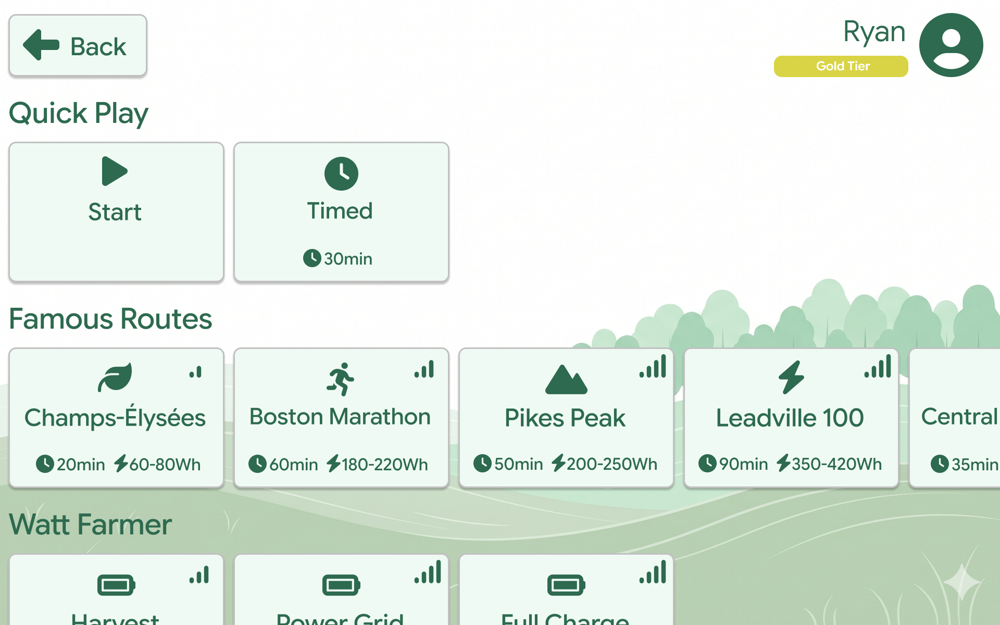 Back
Ryan
Gold Tier
Quick Play
Start
Timed
30min
Famous Routes
Champs-Élysées
20min 60-80Wh
Boston Marathon
60min 180-220Wh
Pikes Peak
50min 200-250Wh
Leadville 100
90min 350-420Wh
Central
35min
Watt Farmer
Harvest
Power Grid
Full Charge